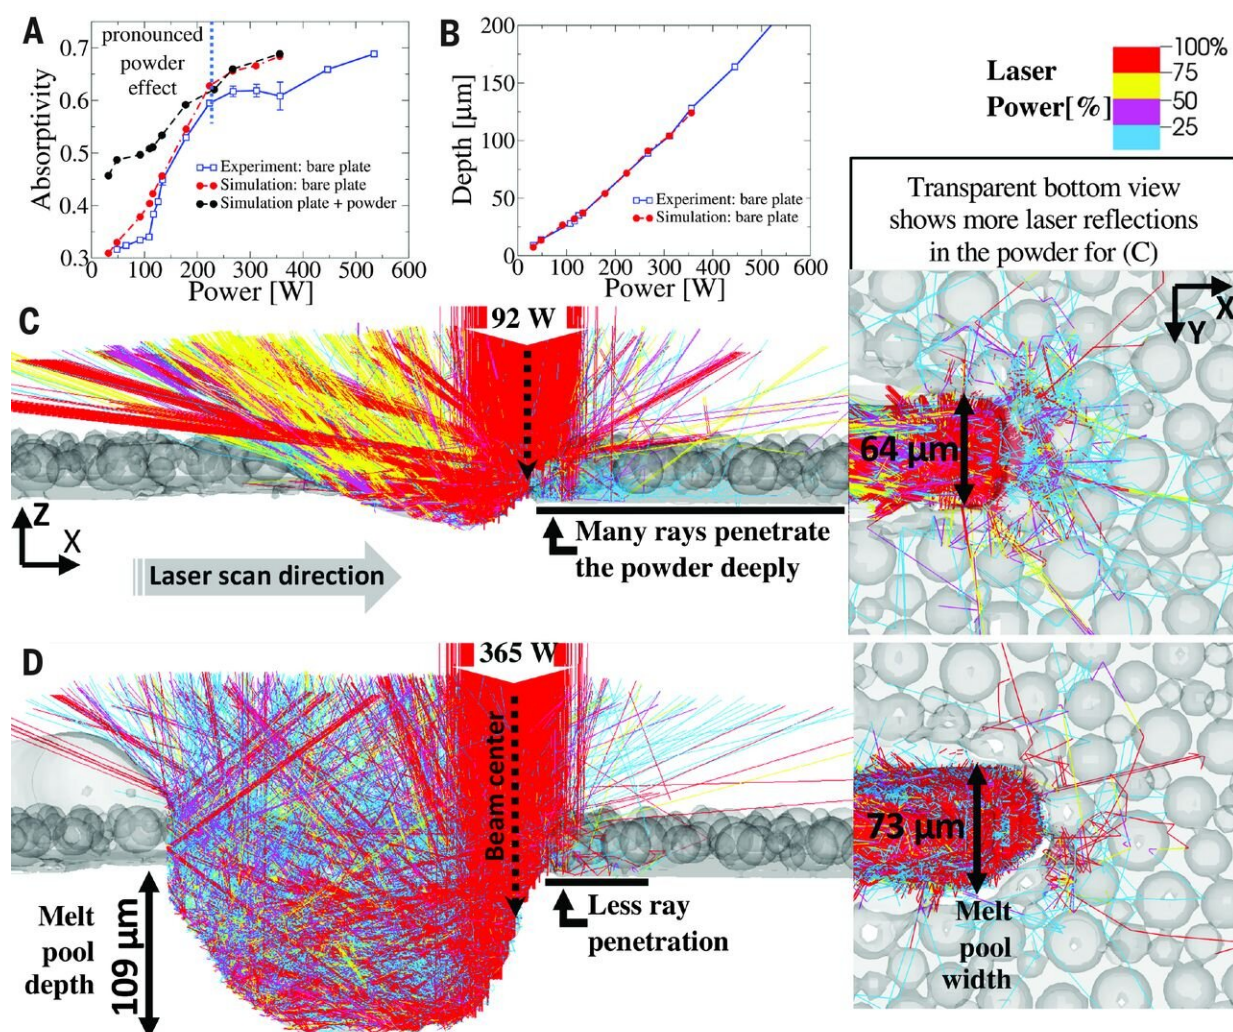 A
pronounced
powder
effect
Absorptivity
0.7
0.6
0.5
0.4
0.3
0 100 200 300 400 500 600
Power [W]
Experiment: bare plate
Simulation: bare plate
Simulation plate + powder
B
Depth [μm]
200
150
100
50
0
0 100 200 300 400 500 600
Power [W]
Experiment: bare plate
Simulation: bare plate
Laser
Power[%]
100%
75
50
25
Transparent bottom view
shows more laser reflections
in the powder for (C)
C
92 W
Z
X
Laser scan direction
Many rays penetrate
the powder deeply
X
Y
64 μm
D
365 W
Beam center
Melt
pool
depth
109 μm
Less ray
penetration
73 μm
Melt
pool
width